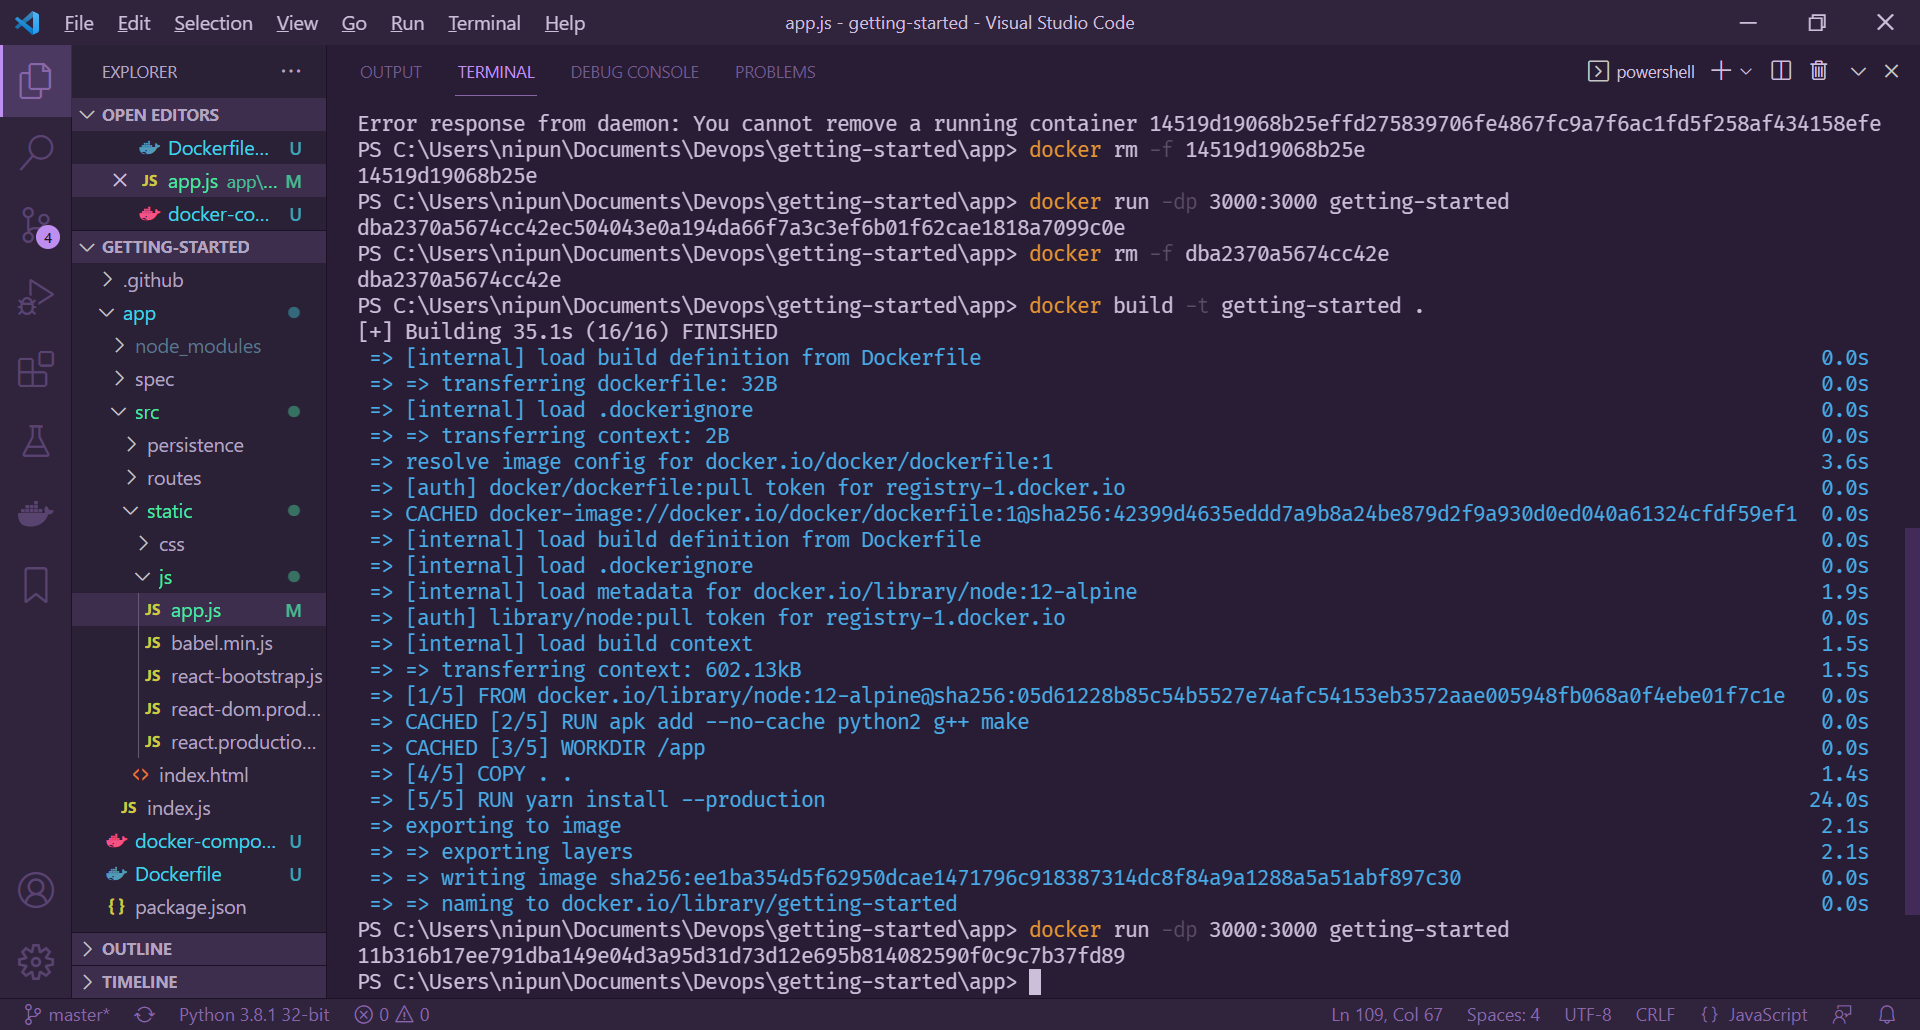 File Edit Selection View Go Run Terminal Help
app.js - getting-started - Visual Studio Code
EXPLORER
OPEN EDITORS
Dockerfile... U
JS app.js app\... M
docker-co... U
4
GETTING-STARTED
.github
app
node_modules
spec
src
persistence
routes
static
css
js
JS app.js M
JS babel.min.js
JS react-bootstrap.js
JS react-dom.prod...
JS react.productio...
<> index.html
JS index.js
docker-compo... U
Dockerfile U
{} package.json
OUTLINE
TIMELINE
OUTPUT TERMINAL DEBUG CONSOLE PROBLEMS
powershell
Error response from daemon: You cannot remove a running container 14519d19068b25effd275839706fe4867fc9a7f6ac1fd5f258af434158efe
PS C:\Users\nipun\Documents\Devops\getting-started\app> docker rm -f 14519d19068b25e
14519d19068b25e
PS C:\Users\nipun\Documents\Devops\getting-started\app> docker run -dp 3000:3000 getting-started
dba2370a5674cc42ec504043e0a194da66f7a3c3ef6b01f62cae1818a7099c0e
PS C:\Users\nipun\Documents\Devops\getting-started\app> docker rm -f dba2370a5674cc42e
dba2370a5674cc42e
PS C:\Users\nipun\Documents\Devops\getting-started\app> docker build -t getting-started .
[+] Building 35.1s (16/16) FINISHED
=> [internal] load build definition from Dockerfile 0.0s
=> => transferring dockerfile: 32B 0.0s
=> [internal] load .dockerignore 0.0s
=> => transferring context: 2B 0.0s
=> resolve image config for docker.io/docker/dockerfile:1 3.6s
=> [auth] docker/dockerfile:pull token for registry-1.docker.io 0.0s
=> CACHED docker-image://docker.io/docker/dockerfile:1@sha256:42399d4635eddd7a9b8a24be879d2f9a930d0ed040a61324cfdf59ef1 0.0s
=> [internal] load build definition from Dockerfile 0.0s
=> [internal] load .dockerignore 0.0s
=> [internal] load metadata for docker.io/library/node:12-alpine 1.9s
=> [auth] library/node:pull token for registry-1.docker.io 0.0s
=> [internal] load build context 1.5s
=> => transferring context: 602.13kB 1.5s
=> [1/5] FROM docker.io/library/node:12-alpine@sha256:05d61228b85c54b5527e74afc54153eb3572aae005948fb068a0f4ebe01f7c1e 0.0s
=> CACHED [2/5] RUN apk add --no-cache python2 g++ make 0.0s
=> CACHED [3/5] WORKDIR /app 0.0s
=> [4/5] COPY . . 1.4s
=> [5/5] RUN yarn install --production 24.0s
=> exporting to image 2.1s
=> => exporting layers 2.1s
=> => writing image sha256:ee1ba354d5f62950dcae1471796c918387314dc8f84a9a1288a5a51abf897c30 0.0s
=> => naming to docker.io/library/getting-started 0.0s
PS C:\Users\nipun\Documents\Devops\getting-started\app> docker run -dp 3000:3000 getting-started
11b316b17ee791dba149e04d3a95d31d73d12e695b814082590f0c9c7b37fd89
PS C:\Users\nipun\Documents\Devops\getting-started\app>
master* Python 3.8.1 32-bit 0 0 Ln 109, Col 67 Spaces: 4 UTF-8 CRLF {} JavaScript